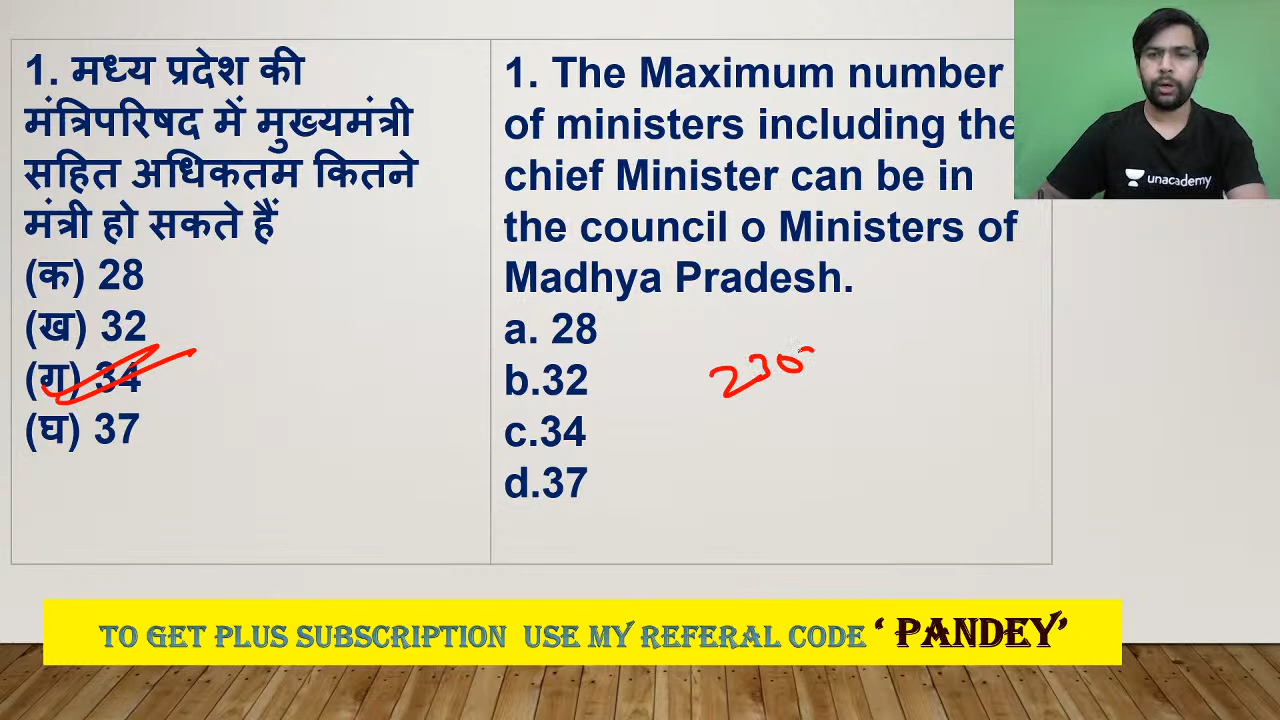 1. मध्य प्रदेश की
मंत्रिपरिषद में मुख्यमंत्री
सहित अधिकतम कितने
मंत्री हो सकते हैं
(क) 28
(ख) 32
(ग) 34
(घ) 37
1. The Maximum number
of ministers including the
chief Minister can be in
the council o Ministers of
Madhya Pradesh.
a. 28
b.32
c.34
d.37
230
unacademy
TO GET PLUS SUBSCRIPTION USE MY REFERAL CODE ‘ PANDEY’